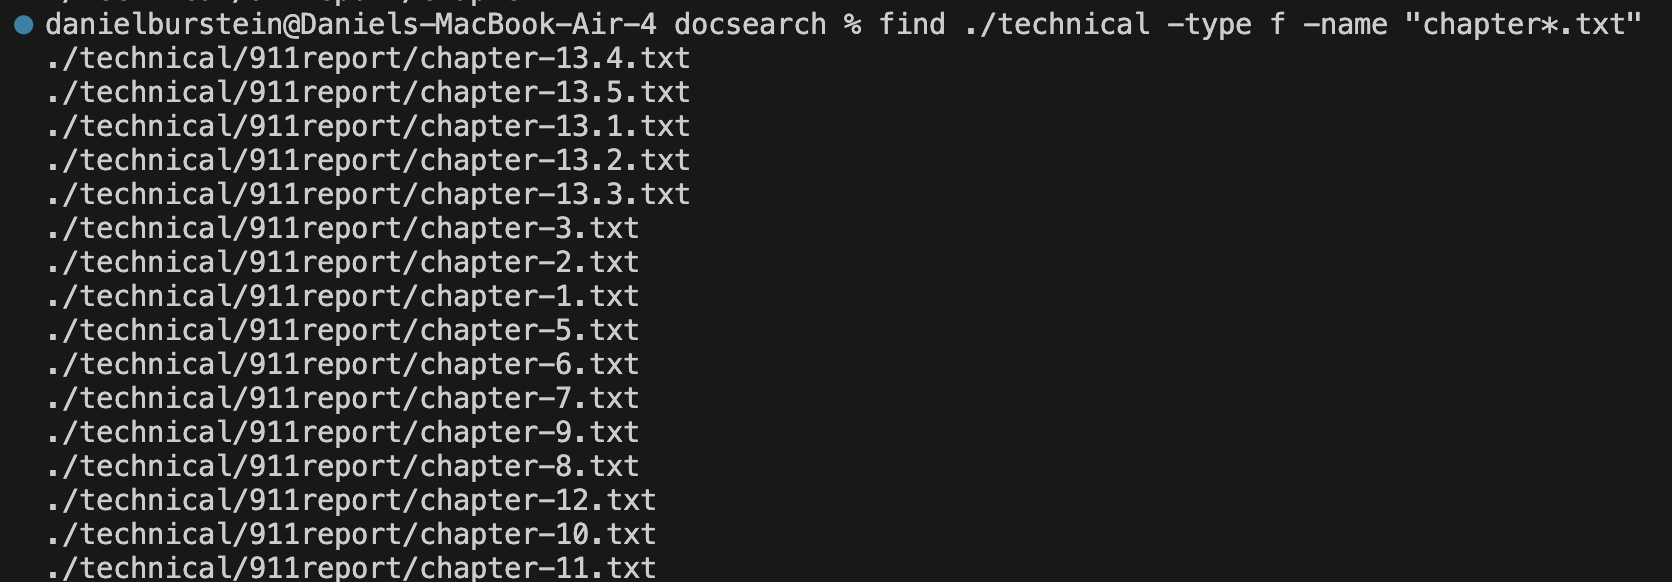 danielburstein@Daniels-MacBook-Air-4 docsearch % find ./technical -type f -name "chapter*.txt"
./technical/911report/chapter-13.4.txt
./technical/911report/chapter-13.5.txt
./technical/911report/chapter-13.1.txt
./technical/911report/chapter-13.2.txt
./technical/911report/chapter-13.3.txt
./technical/911report/chapter-3.txt
./technical/911report/chapter-2.txt
./technical/911report/chapter-1.txt
./technical/911report/chapter-5.txt
./technical/911report/chapter-6.txt
./technical/911report/chapter-7.txt
./technical/911report/chapter-9.txt
./technical/911report/chapter-8.txt
./technical/911report/chapter-12.txt
./technical/911report/chapter-10.txt
./technical/911report/chapter-11.txt